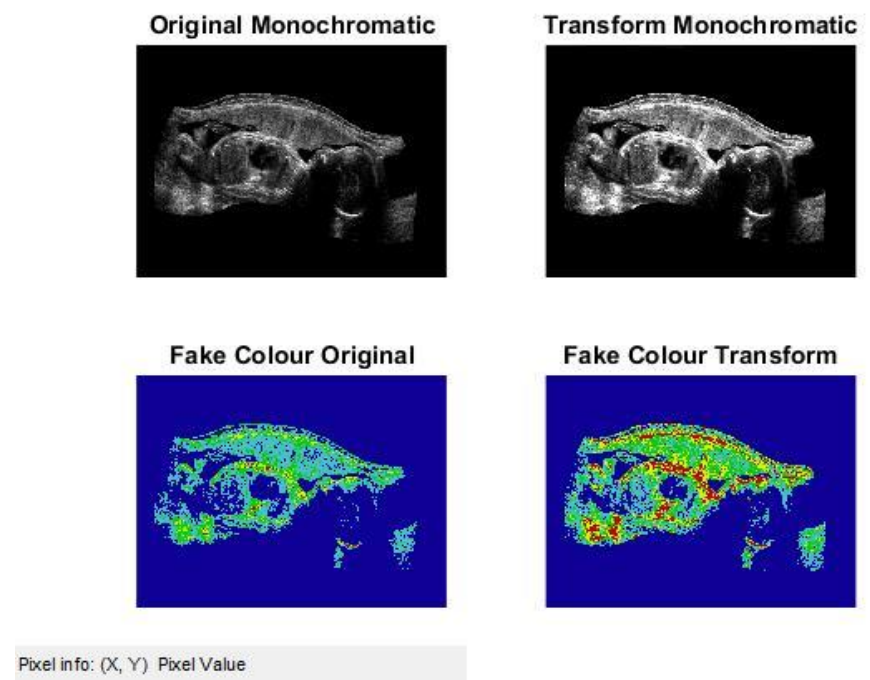 Original Monochromatic
Transform Monochromatic
Fake Colour Original
Fake Colour Transform
Pixel info: (X, Y) Pixel Value